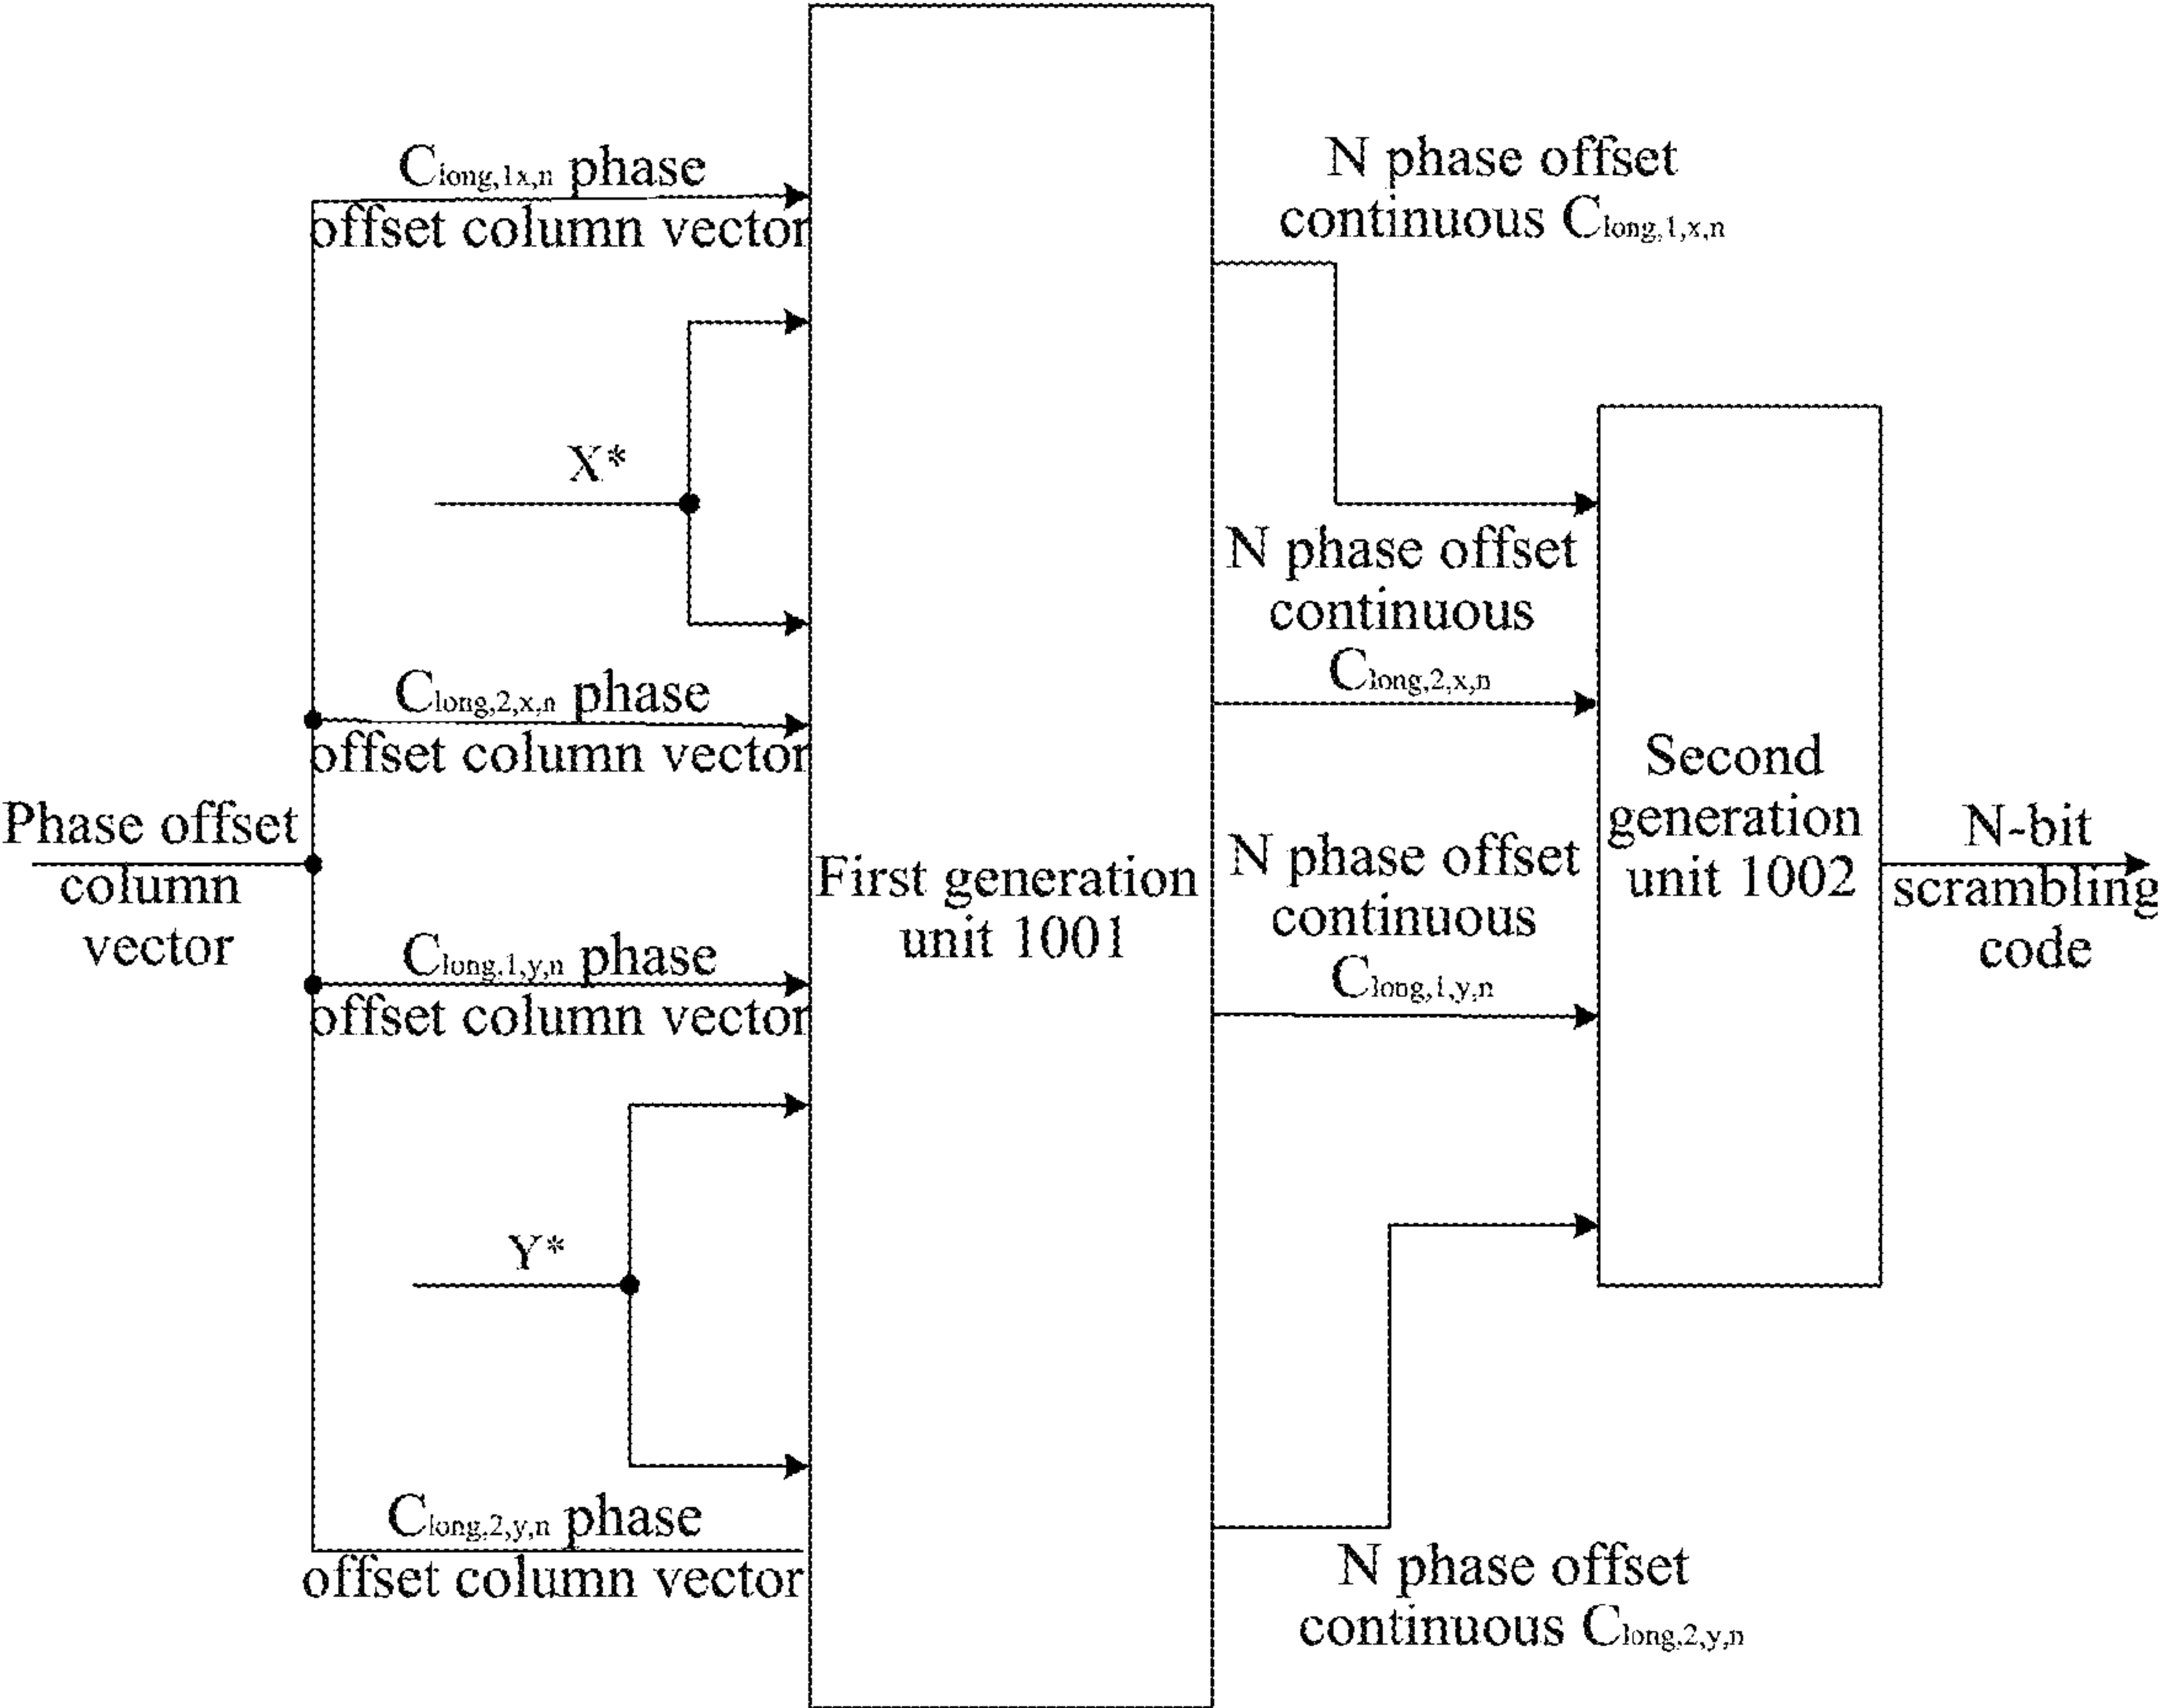 Phase offset
column
vector
Clong,1x,n phase
offset column vector
X*
Clong,2,x,n phase
offset column vector
Clong,1,y,n phase
offset column vector
Y*
Clong,2,y,n phase
offset column vector
First generation
unit 1001
N phase offset
continuous Clong,1,x,n
N phase offset
continuous
Clong,2,x,n
N phase offset
continuous
Clong,1,y,n
N phase offset
continuous Clong,2,y,n
Second
generation
unit 1002
N-bit
scrambling
code